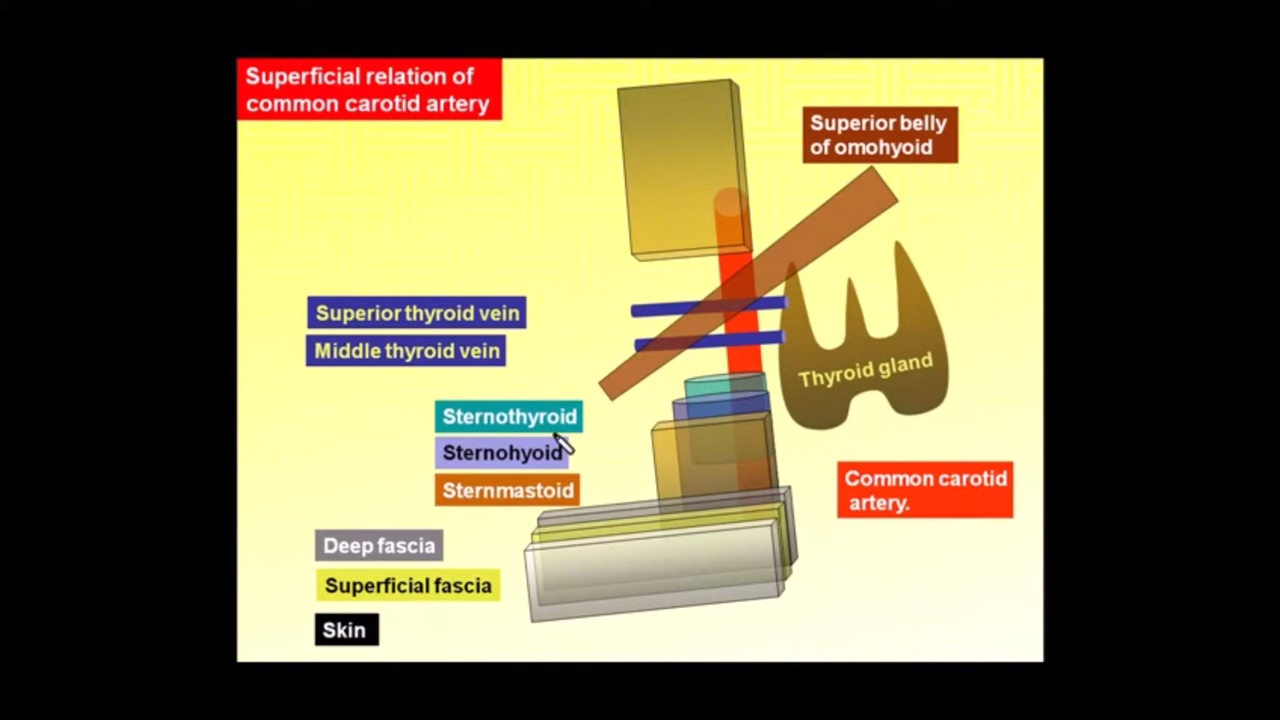 Superficial relation of
common carotid artery
Superior belly
of omohyoid
Superior thyroid vein
Middle thyroid vein
Thyroid gland
Sternothyroid
Sternohyoid
Sternmastoid
Common carotid
artery.
Deep fascia
Superficial fascia
Skin